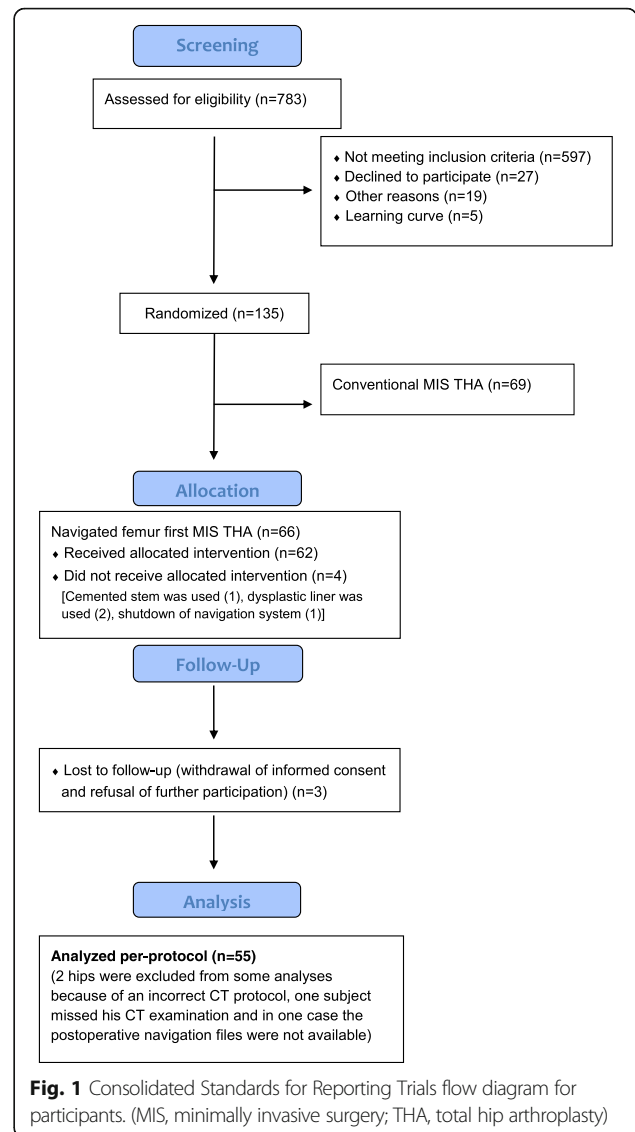 Screening
Assessed for eligibility (n=783)
♦ Not meeting inclusion criteria (n=597)
♦ Declined to participate (n=27)
♦ Other reasons (n=19)
♦ Learning curve (n=5)
Randomized (n=135)
Conventional MIS THA (n=69)
Allocation
Navigated femur first MIS THA (n=66)
♦ Received allocated intervention (n=62)
♦ Did not receive allocated intervention (n=4)
[Cemented stem was used (1), dysplastic liner was
used (2), shutdown of navigation system (1)]
Follow-Up
♦ Lost to follow-up (withdrawal of informed consent
and refusal of further participation) (n=3)
Analysis
Analyzed per-protocol (n=55)
(2 hips were excluded from some analyses
because of an incorrect CT protocol, one subject
missed his CT examination and in one case the
postoperative navigation files were not available)
Fig. 1 Consolidated Standards for Reporting Trials flow diagram for
participants. (MIS, minimally invasive surgery; THA, total hip arthroplasty)